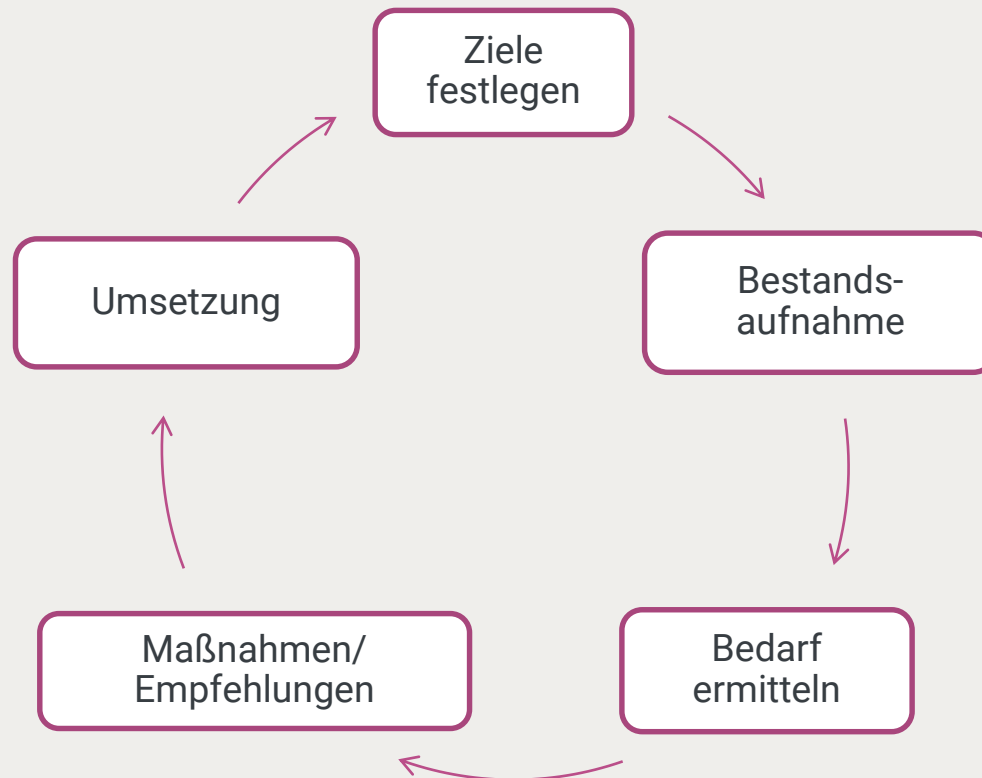 Ziele
festlegen
Bestands-
aufnahme
Bedarf
ermitteln
Maßnahmen/
Empfehlungen
Umsetzung